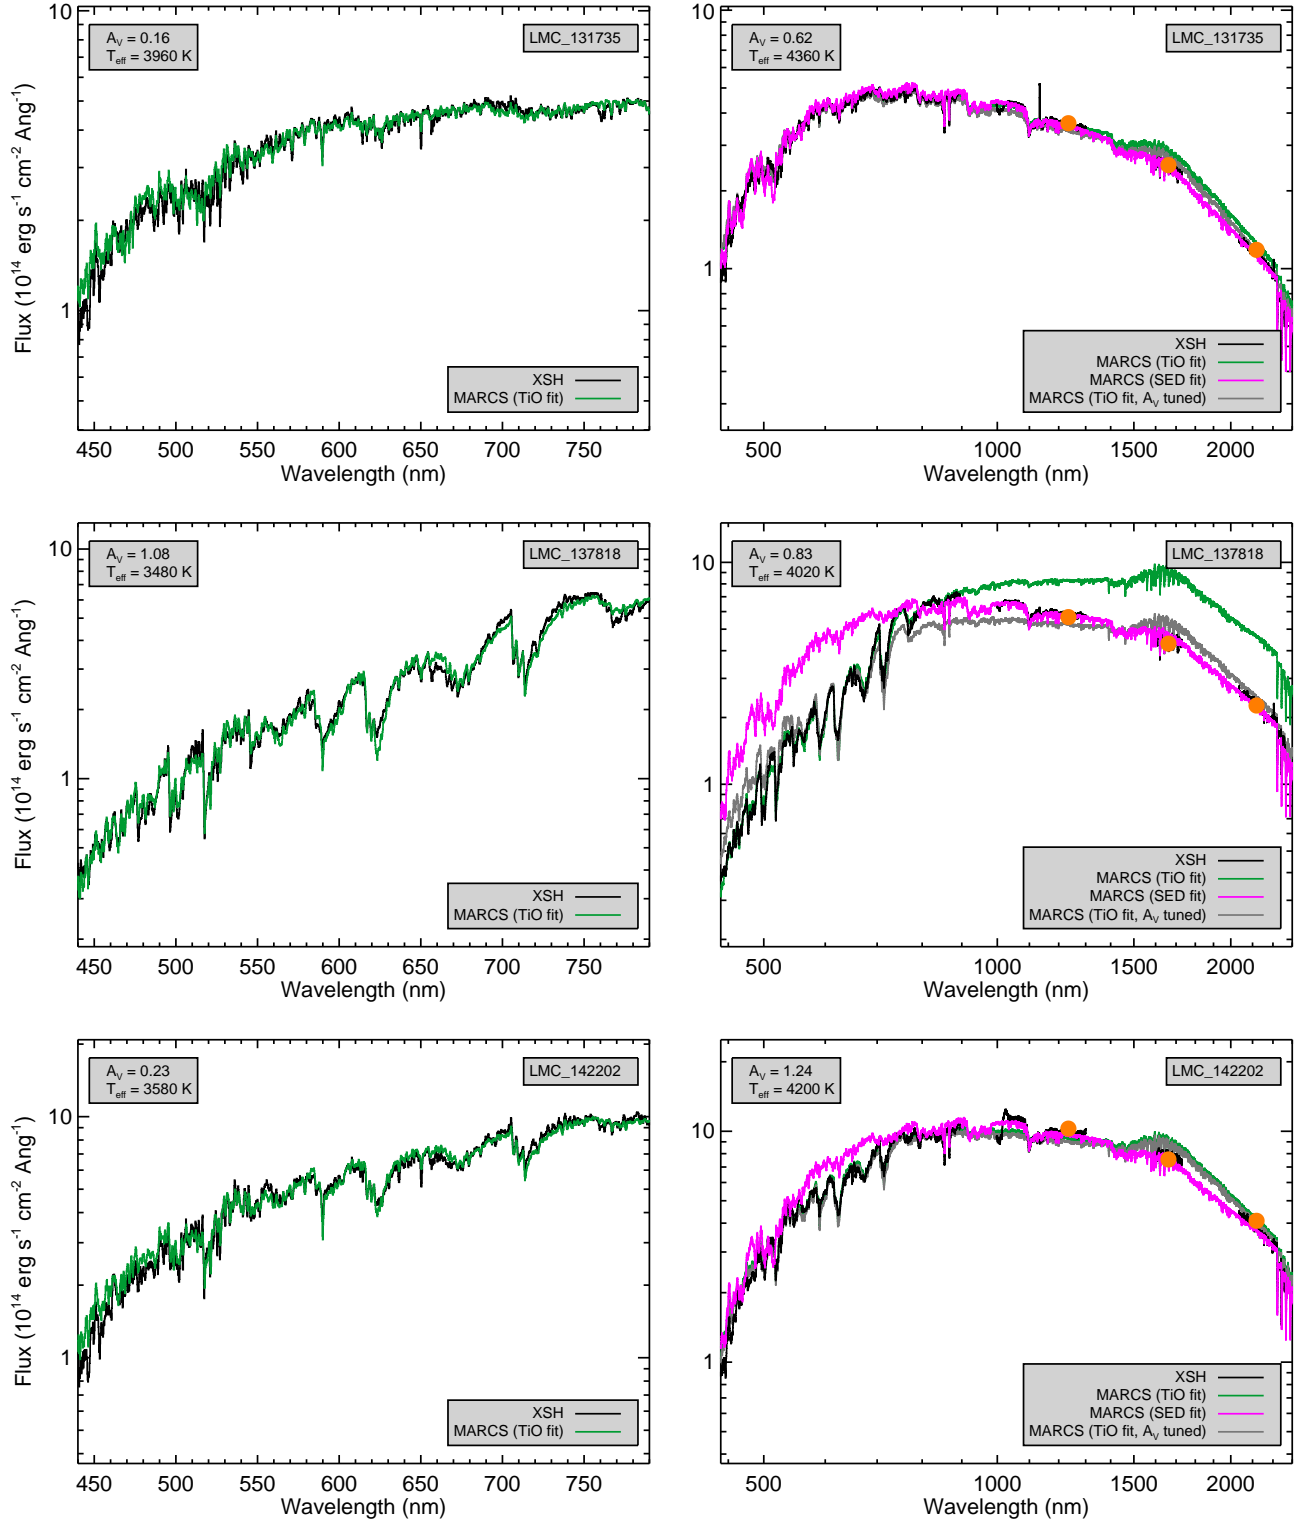 A_V = 0.16
T_eff = 3960 K
LMC_131735
10
1
Flux (10^14 erg s^-1 cm^-2 Ang^-1)
XSH
MARCS (TiO fit)
450 500 550 600 650 700 750
Wavelength (nm)
A_V = 0.62
T_eff = 4360 K
LMC_131735
10
1
XSH
MARCS (TiO fit)
MARCS (SED fit)
MARCS (TiO fit, A_V tuned)
500 1000 1500 2000
Wavelength (nm)
A_V = 1.08
T_eff = 3480 K
LMC_137818
10
1
Flux (10^14 erg s^-1 cm^-2 Ang^-1)
XSH
MARCS (TiO fit)
450 500 550 600 650 700 750
Wavelength (nm)
A_V = 0.83
T_eff = 4020 K
LMC_137818
10
1
XSH
MARCS (TiO fit)
MARCS (SED fit)
MARCS (TiO fit, A_V tuned)
500 1000 1500 2000
Wavelength (nm)
A_V = 0.23
T_eff = 3580 K
LMC_142202
10
1
Flux (10^14 erg s^-1 cm^-2 Ang^-1)
XSH
MARCS (TiO fit)
450 500 550 600 650 700 750
Wavelength (nm)
A_V = 1.24
T_eff = 4200 K
LMC_142202
10
1
XSH
MARCS (TiO fit)
MARCS (SED fit)
MARCS (TiO fit, A_V tuned)
500 1000 1500 2000
Wavelength (nm)